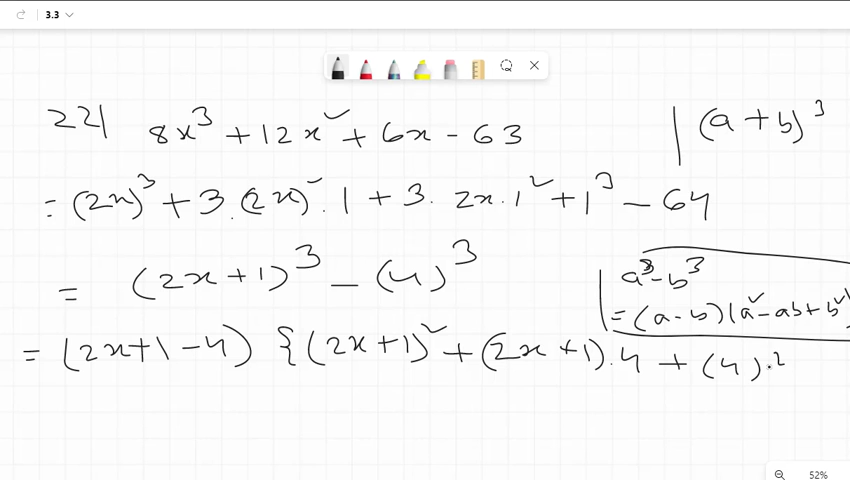 3.3
22| 8x³ + 12x² + 6x - 63 | (a + b)³
= (2x)³ + 3.(2x)².1 + 3. 2x.1² + 1³ - 64
= (2x + 1)³ - (4)³
a³ - b³
= (a - b)(a² - ab + b²)
= (2x+1-4) {(2x+1)² + (2x+1).4 + (4)²
52%